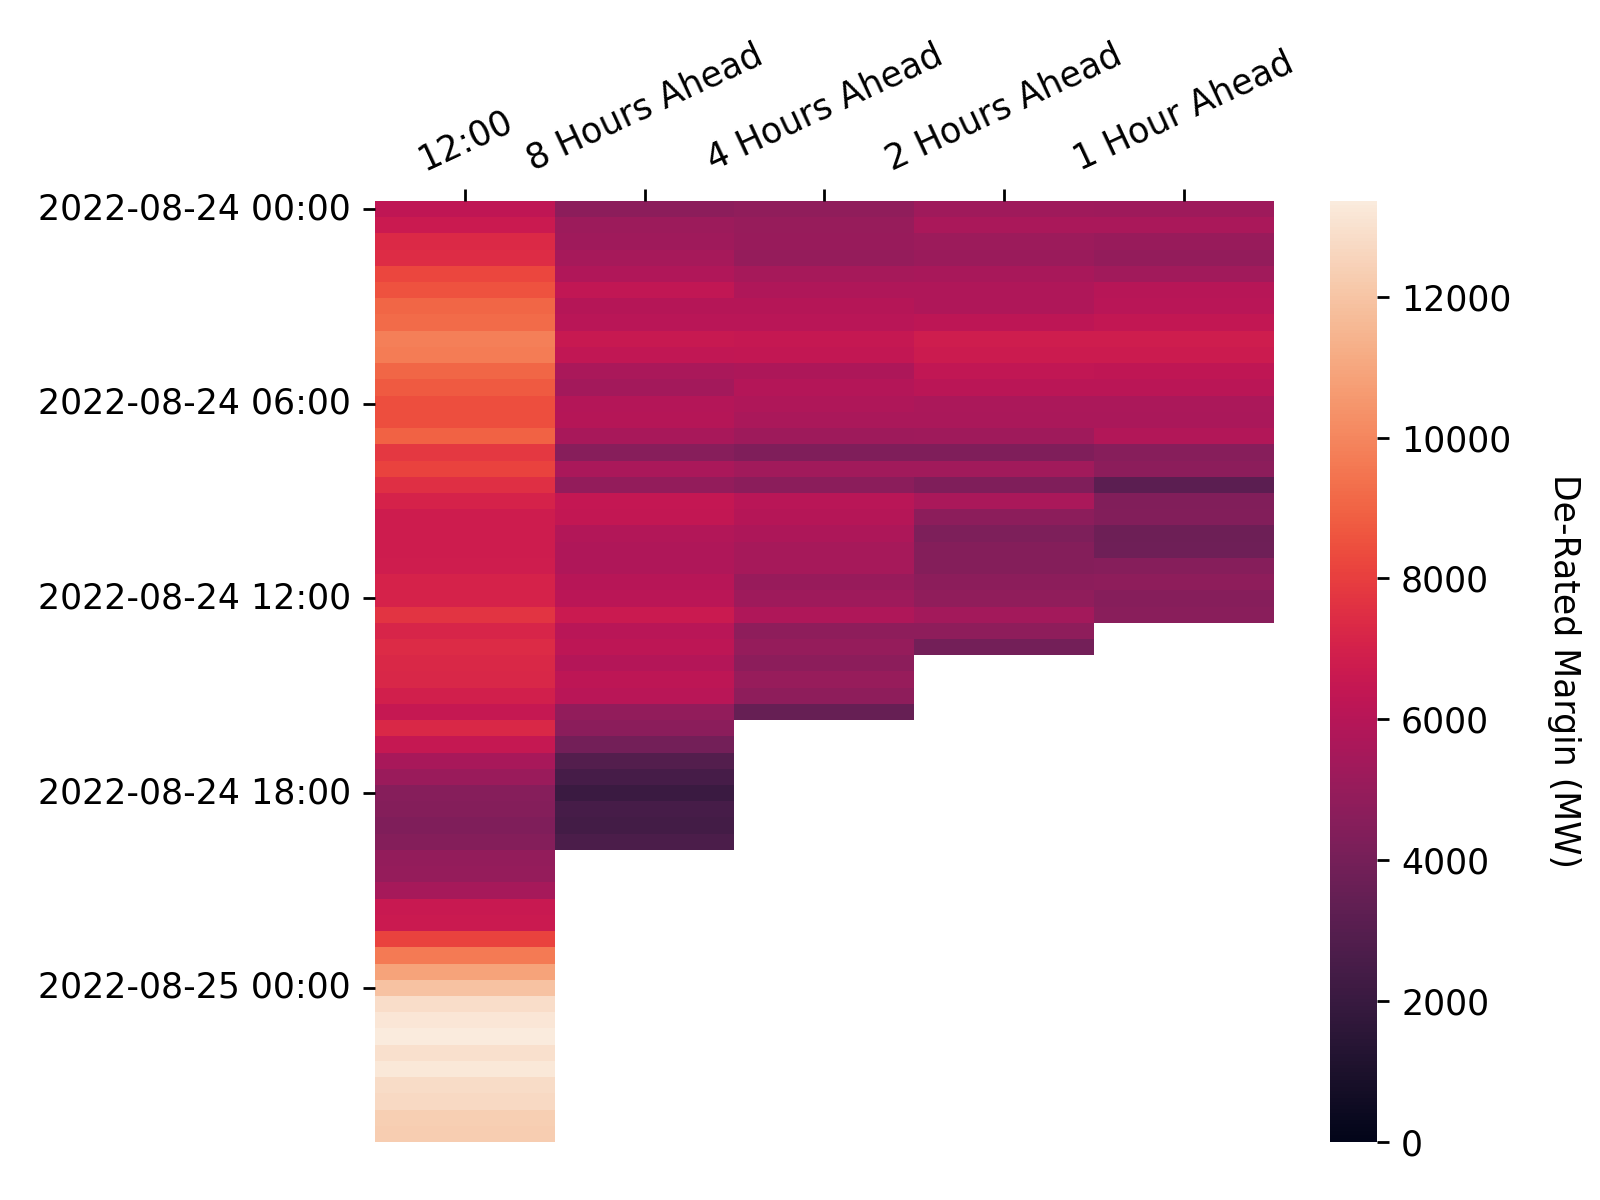 12:00
8 Hours Ahead
4 Hours Ahead
2 Hours Ahead
1 Hour Ahead
2022-08-24 00:00
2022-08-24 06:00
2022-08-24 12:00
2022-08-24 18:00
2022-08-25 00:00
12000
10000
8000
6000
4000
2000
0
De-Rated Margin (MW)